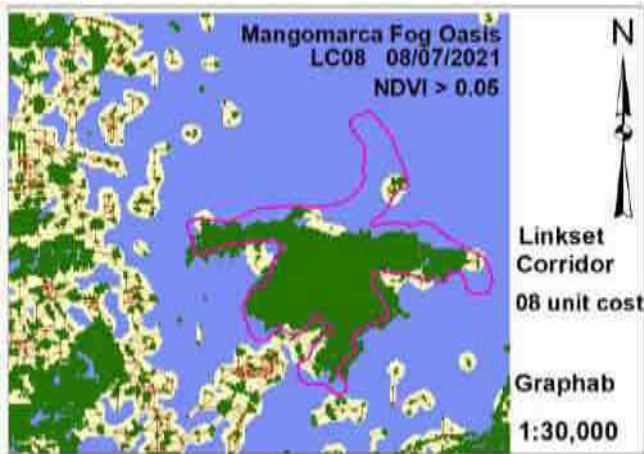 Mangomarca Fog Oasis
LC08 08/07/2021
NDVI > 0.05
N
Linkset
Corridor
08 unit cost
Graphab
1:30,000